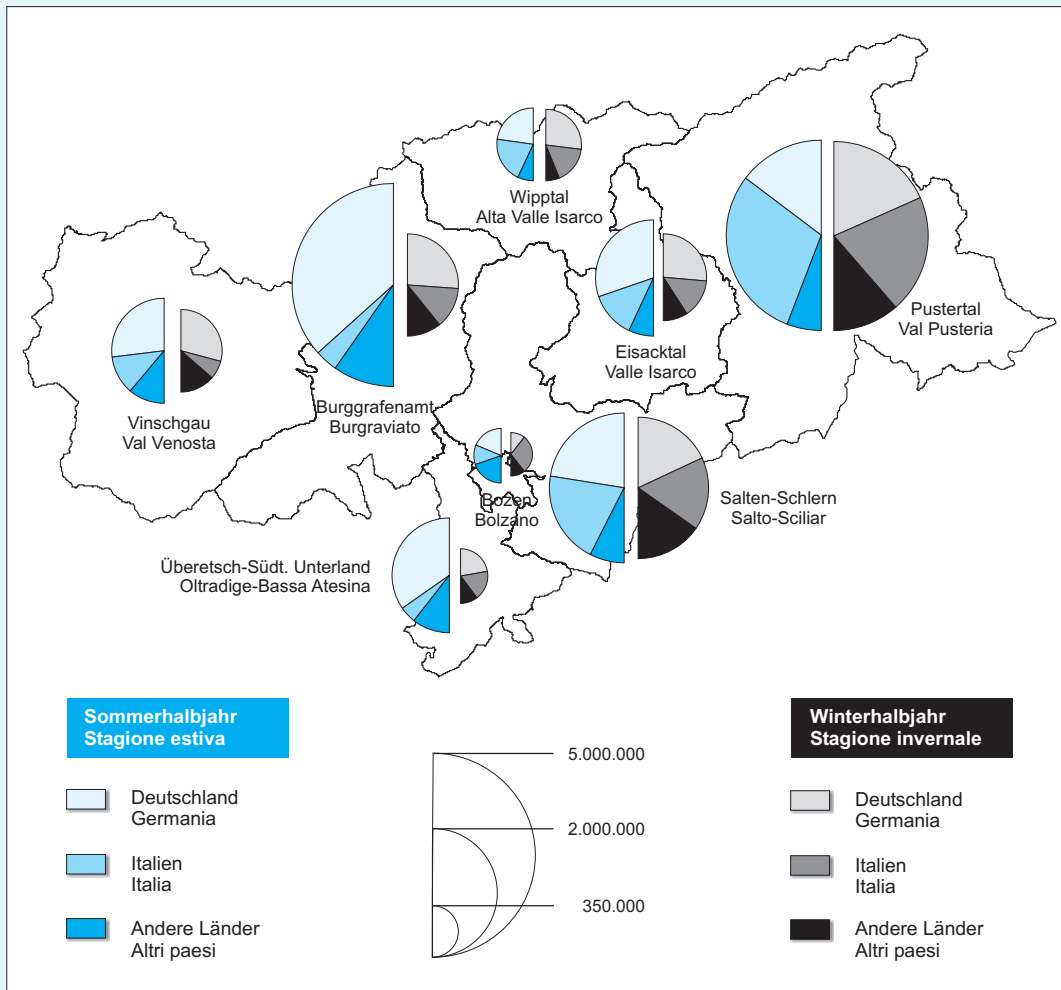 Wipptal
Alta Valle Isarco
Pustertal
Val Pusteria
Eisacktal
Valle Isarco
Vinschgau
Val Venosta
Burggrafenamt
Burgraviato
Bozen
Bolzano
Salten-Schlern
Salto-Sciliar
Überetsch-Südt. Unterland
Oltradige-Bassa Atesina
Sommerhalbjahr
Stagione estiva
Deutschland
Germania
Italien
Italia
Andere Länder
Altri paesi
5.000.000
2.000.000
350.000
Winterhalbjahr
Stagione invernale
Deutschland
Germania
Italien
Italia
Andere Länder
Altri paesi